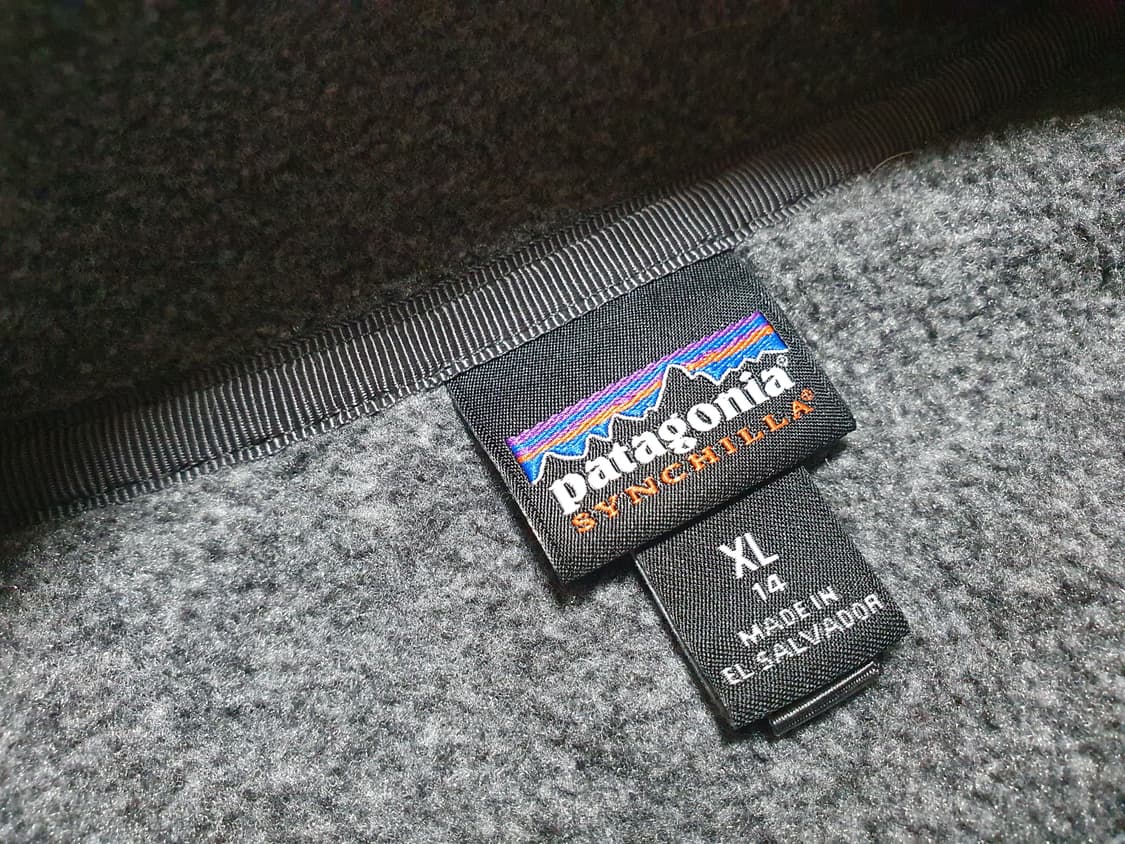 patagonia®
SYNCHILLA®
XL
14
MADE IN
EL SALVADOR